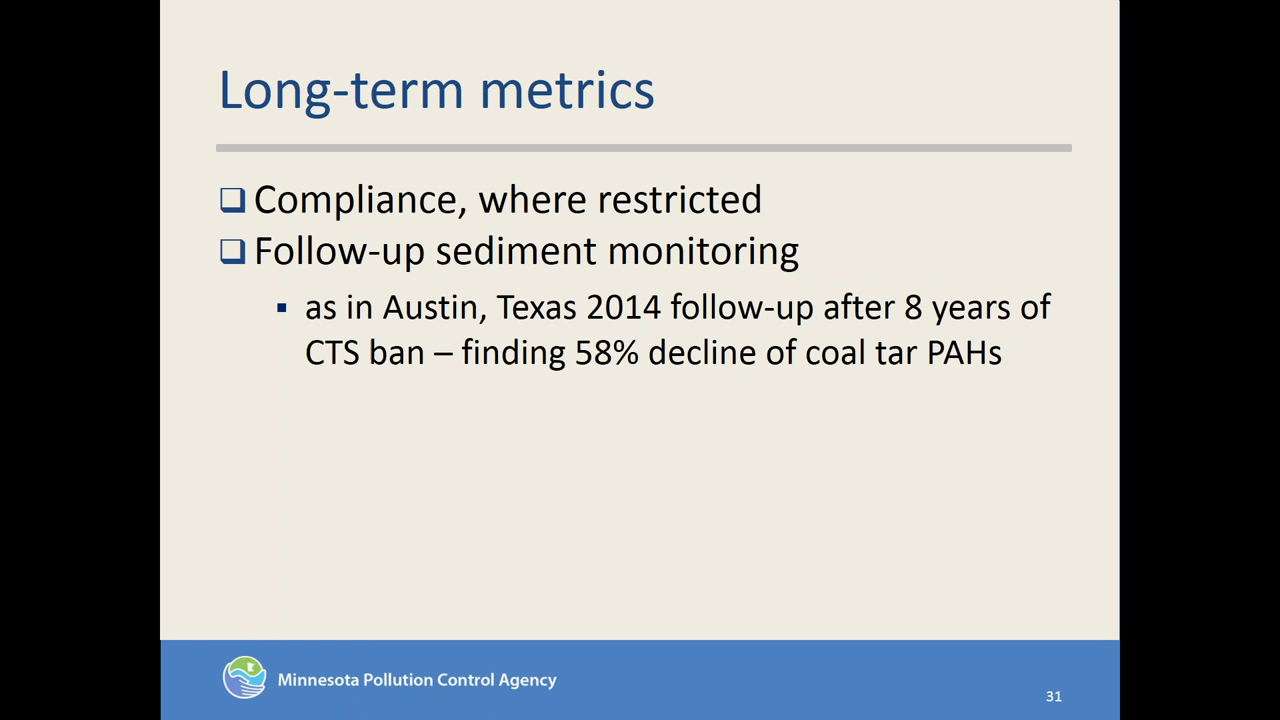 Long-term metrics
Compliance, where restricted
Follow-up sediment monitoring
as in Austin, Texas 2014 follow-up after 8 years of
CTS ban – finding 58% decline of coal tar PAHs
Minnesota Pollution Control Agency
31